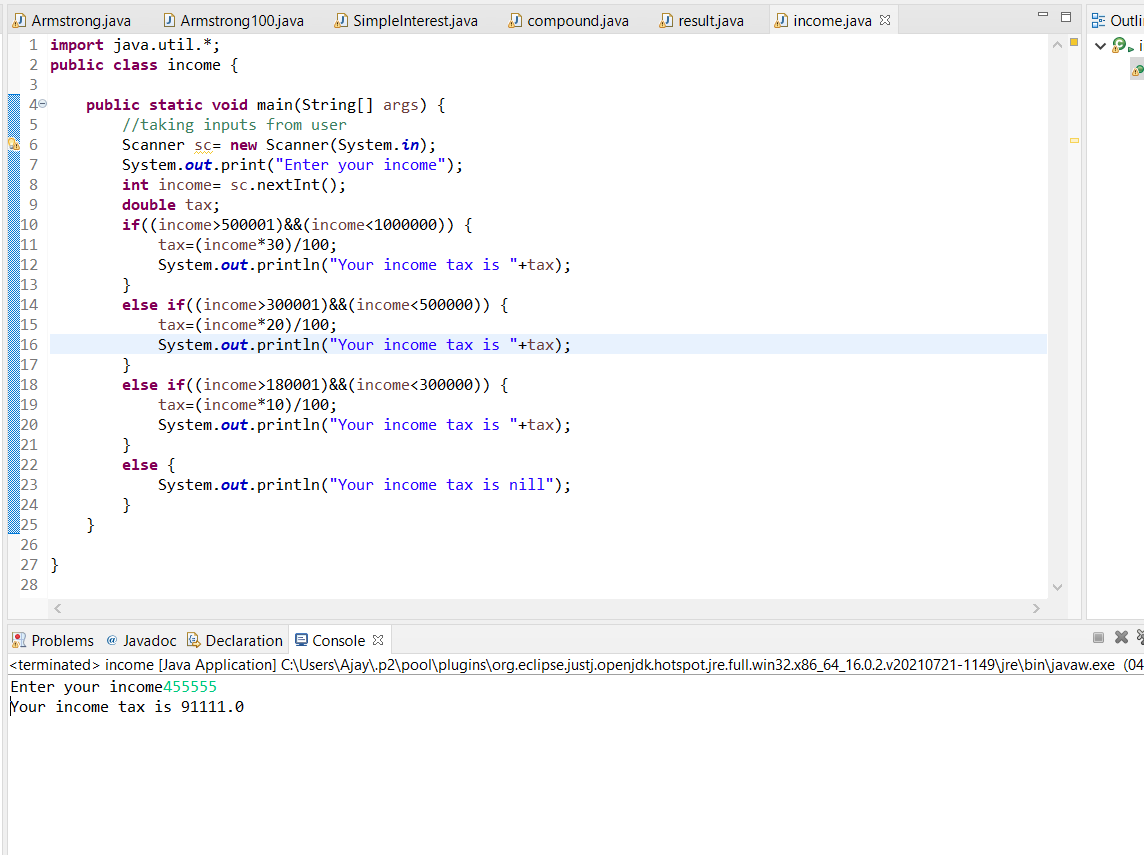 Armstrong.java Armstrong100.java SimpleInterest.java compound.java result.java income.java Outli
1 import java.util.*;
2 public class income {
3
4 public static void main(String[] args) {
5 //taking inputs from user
6 Scanner sc= new Scanner(System.in);
7 System.out.print("Enter your income");
8 int income= sc.nextInt();
9 double tax;
10 if((income>500001)&&(income<1000000)) {
11 tax=(income*30)/100;
12 System.out.println("Your income tax is "+tax);
13 }
14 else if((income>300001)&&(income<500000)) {
15 tax=(income*20)/100;
16 System.out.println("Your income tax is "+tax);
17 }
18 else if((income>180001)&&(income<300000)) {
19 tax=(income*10)/100;
20 System.out.println("Your income tax is "+tax);
21 }
22 else {
23 System.out.println("Your income tax is nill");
24 }
25 }
26
27 }
28
Problems @ Javadoc Declaration Console
<terminated> income [Java Application] C:\Users\Ajay\.p2\pool\plugins\org.eclipse.justj.openjdk.hotspot.jre.full.win32.x86_64_16.0.2.v20210721-1149\jre\bin\javaw.exe (04
Enter your income455555
Your income tax is 91111.0